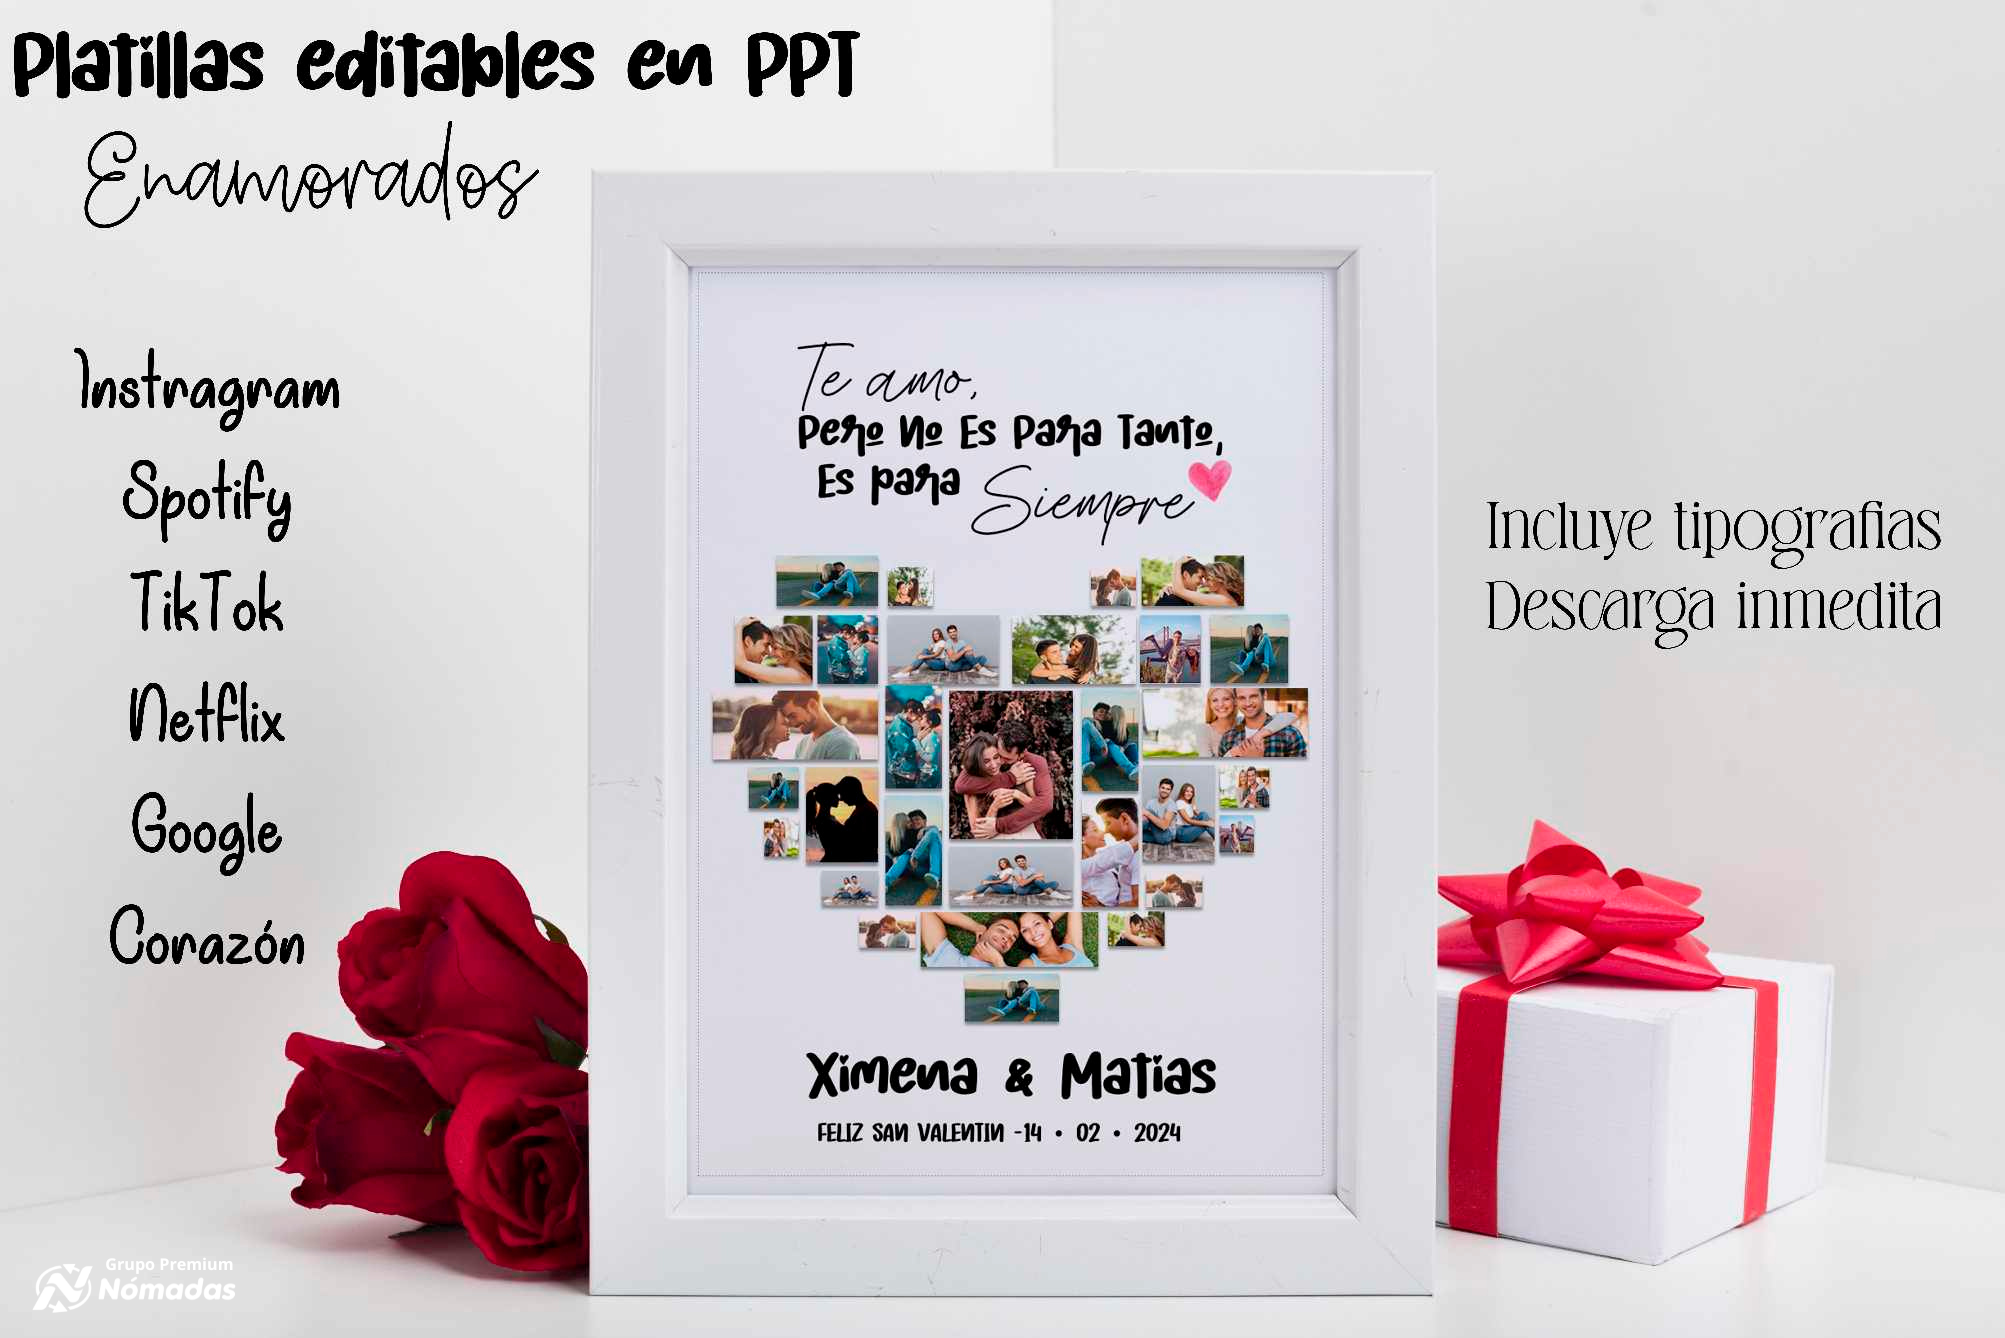 Platillas editables en PPT
Enamorados
Instragram
Spotify
TikTok
Netflix
Google
Corazón
Te amo,
Pero No Es Para Tanto,
Es para Siempre
Ximena & Matias
FELIZ SAN VALENTIN -14 • 02 • 2024
Incluye tipografias
Descarga inmedita
Grupo Premium
Nómadas